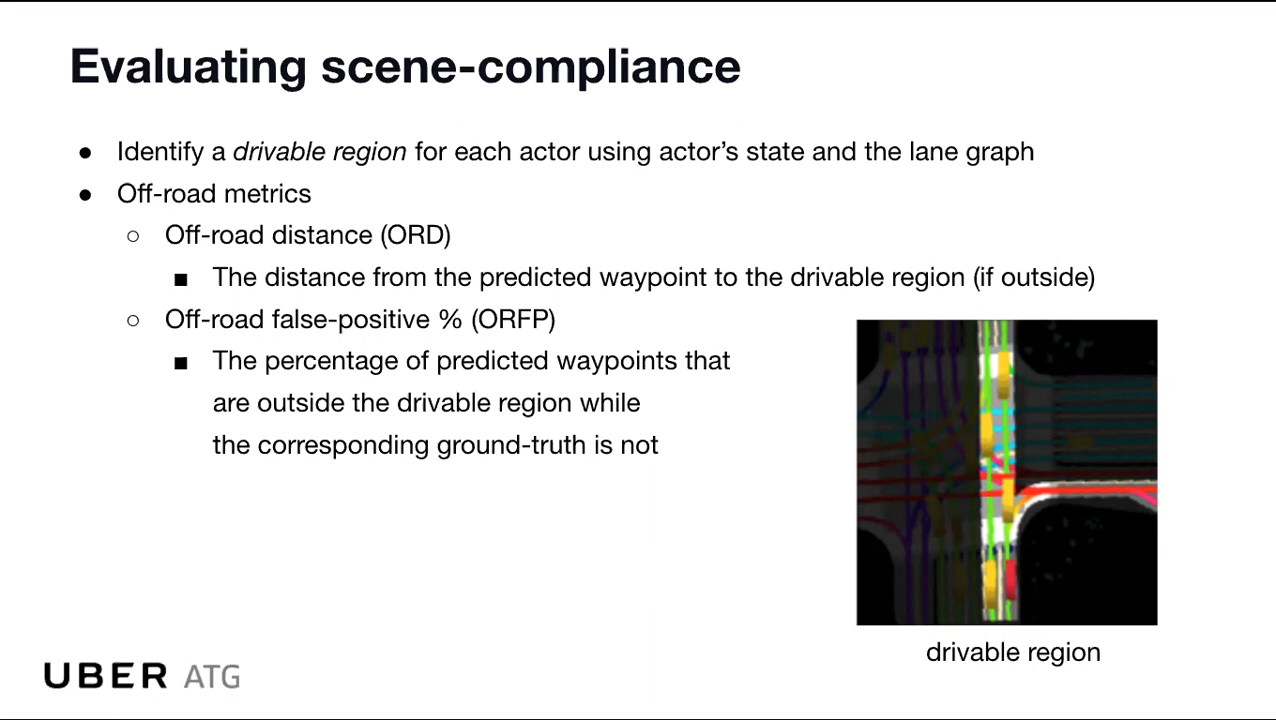 Evaluating scene-compliance
● Identify a drivable region for each actor using actor’s state and the lane graph
● Off-road metrics
○ Off-road distance (ORD)
■ The distance from the predicted waypoint to the drivable region (if outside)
○ Off-road false-positive % (ORFP)
■ The percentage of predicted waypoints that
are outside the drivable region while
the corresponding ground-truth is not
drivable region
UBER ATG